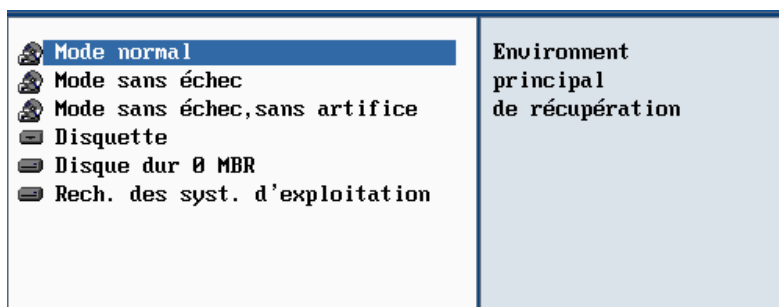 Mode normal
Mode sans échec
Mode sans échec,sans artifice
Disquette
Disque dur 0 MBR
Rech. des syst. d'exploitation
Environnent
principal
de récupération